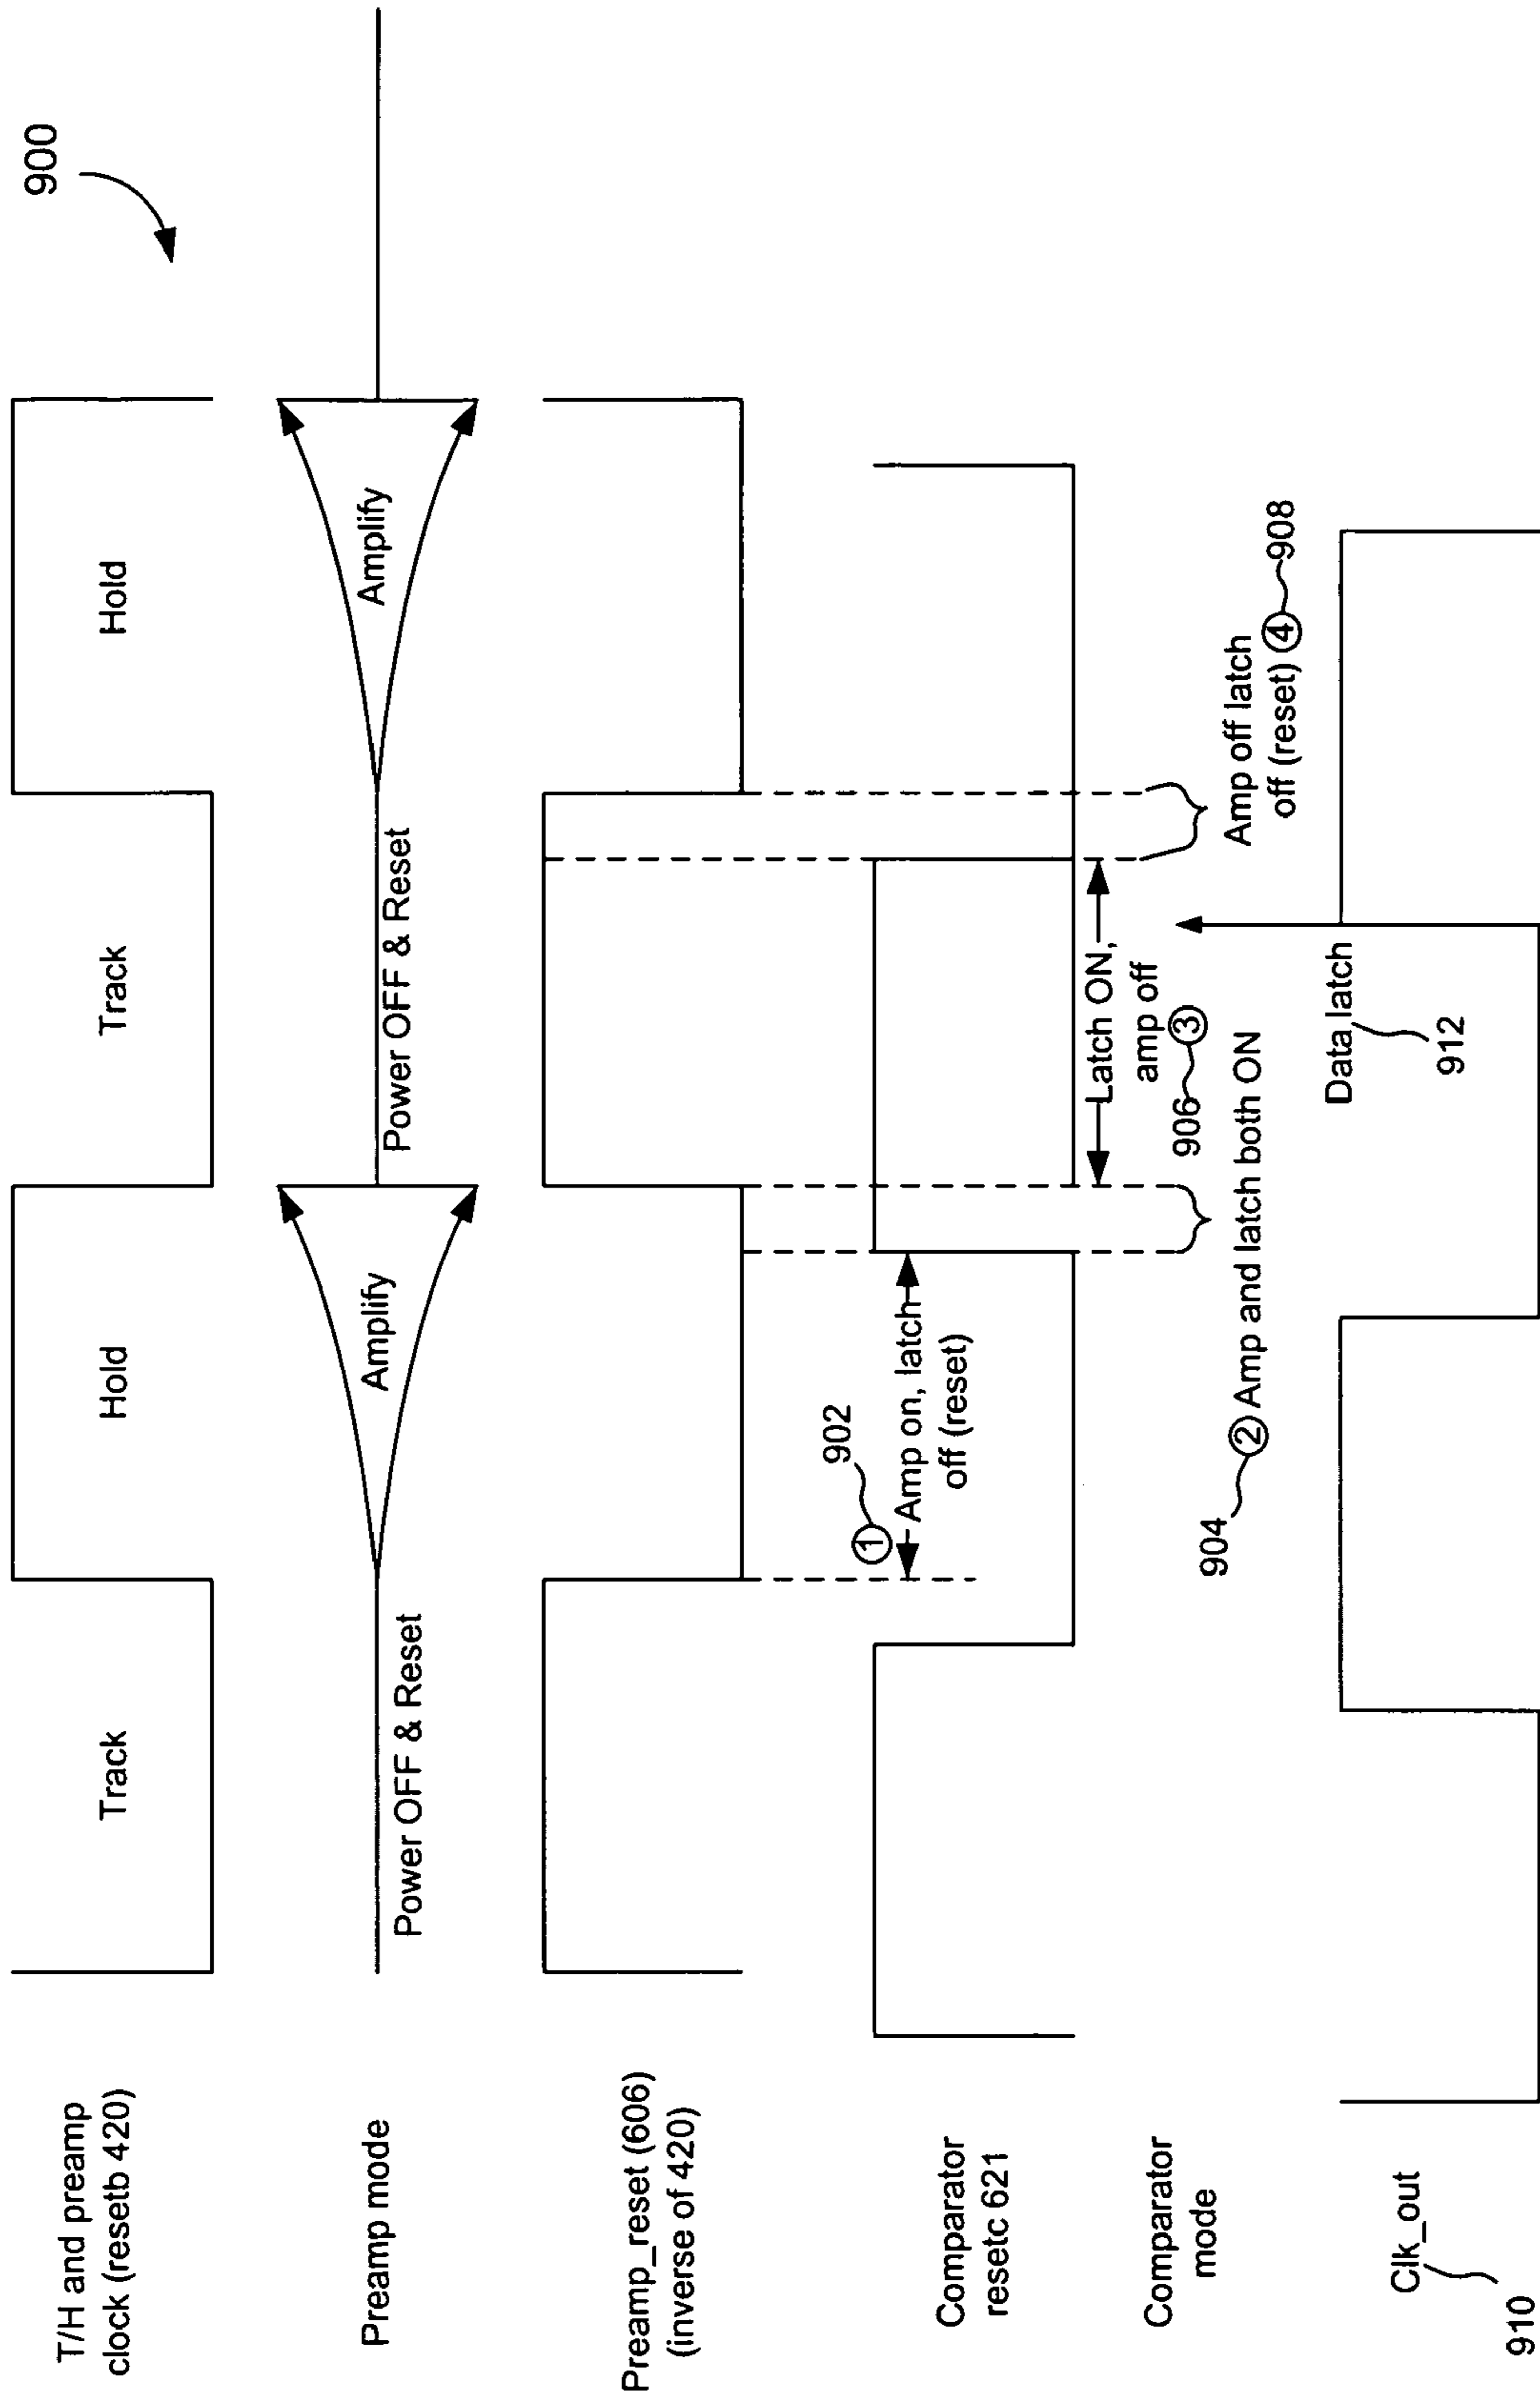 900
T/H and preamp
clock (resetb 420)
Track
Hold
Track
Hold
Preamp mode
Power OFF & Reset
Amplify
Power OFF & Reset
Amplify
Preamp_reset (606)
(inverse of 420)
Comparator
resetc 621
1
902
Amp on, latch
off (reset)
Comparator
mode
904
2 Amp and latch both ON
Latch ON,
amp off
906
3
Amp off latch
off (reset) 4
908
Clk_out
910
Data latch
912